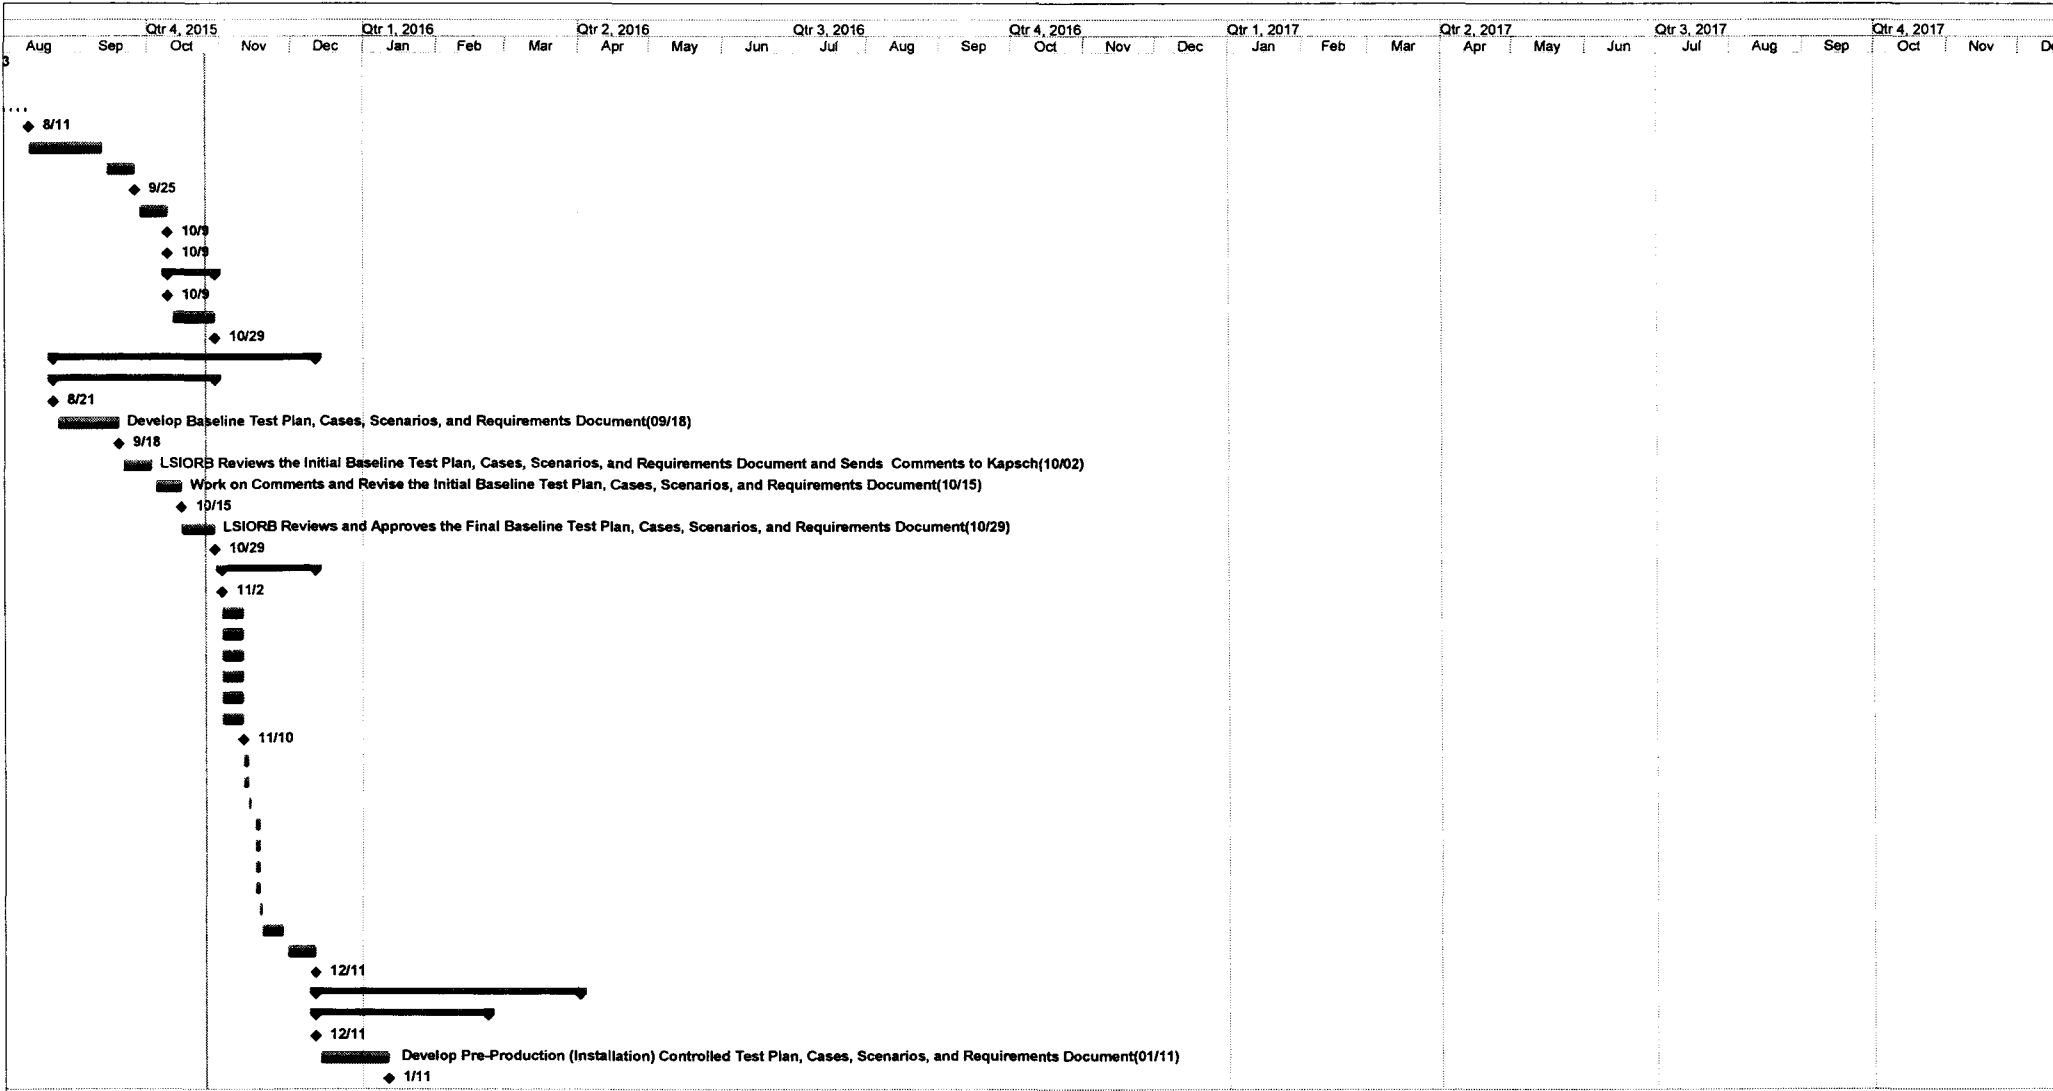 Qtr 4, 2015 Qtr 1, 2016 Qtr 2, 2016 Qtr 3, 2016 Qtr 4, 2016 Qtr 1, 2017 Qtr 2, 2017 Qtr 3, 2017 Qtr 4, 2017
Aug Sep Oct Nov Dec Jan Feb Mar Apr May Jun Jul Aug Sep Oct Nov Dec Jan Feb Mar Apr May Jun Jul Aug Sep Oct Nov
3
8/11
9/25
10/9
10/9
10/9
10/29
8/21
Develop Baseline Test Plan, Cases, Scenarios, and Requirements Document(09/18)
9/18
LSIORB Reviews the Initial Baseline Test Plan, Cases, Scenarios, and Requirements Document and Sends Comments to Kapsch(10/02)
Work on Comments and Revise the Initial Baseline Test Plan, Cases, Scenarios, and Requirements Document(10/15)
10/15
LSIORB Reviews and Approves the Final Baseline Test Plan, Cases, Scenarios, and Requirements Document(10/29)
10/29
11/2
11/10
12/11
12/11
Develop Pre-Production (Installation) Controlled Test Plan, Cases, Scenarios, and Requirements Document(01/11)
1/11